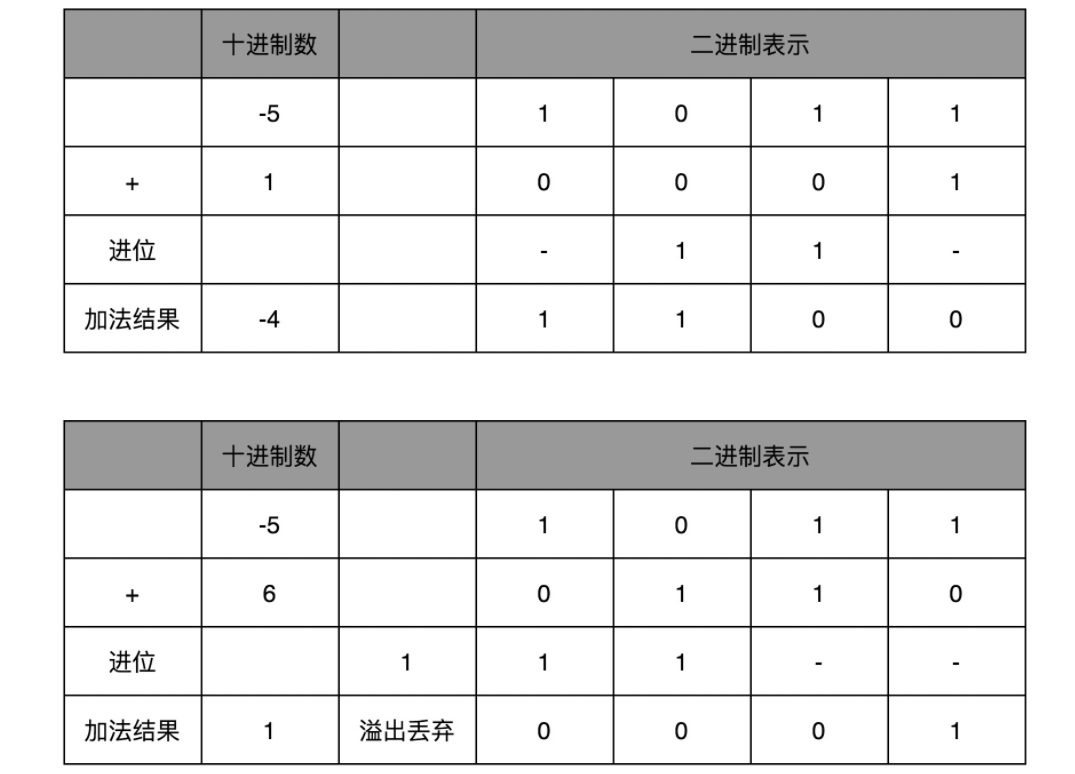 十进制数 二进制表示
-5 1 0 1 1
+ 1 0 0 0 1
进位 - 1 1 -
加法结果 -4 1 1 0 0
十进制数 二进制表示
-5 1 0 1 1
+ 6 0 1 1 0
进位 1 1 1 - -
加法结果 1 溢出丢弃 0 0 0 1